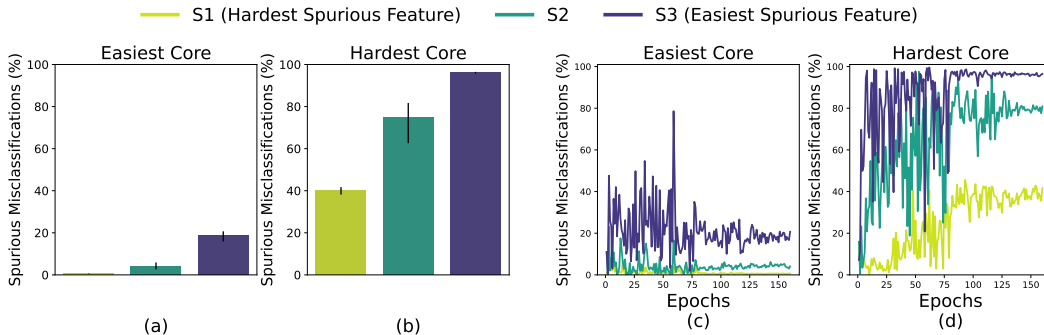 S1 (Hardest Spurious Feature) S2 S3 (Easiest Spurious Feature)
Easiest Core
Spurious Misclassifications (%)
100
80
60
40
20
0
(a)
Hardest Core
Spurious Misclassifications (%)
100
80
60
40
20
0
(b)
Easiest Core
Spurious Misclassifications (%)
100
80
60
40
20
0
0 25 50 75 100 125 150
Epochs
(c)
Hardest Core
Spurious Misclassifications (%)
100
80
60
40
20
0
0 25 50 75 100 125 150
Epochs
(d)